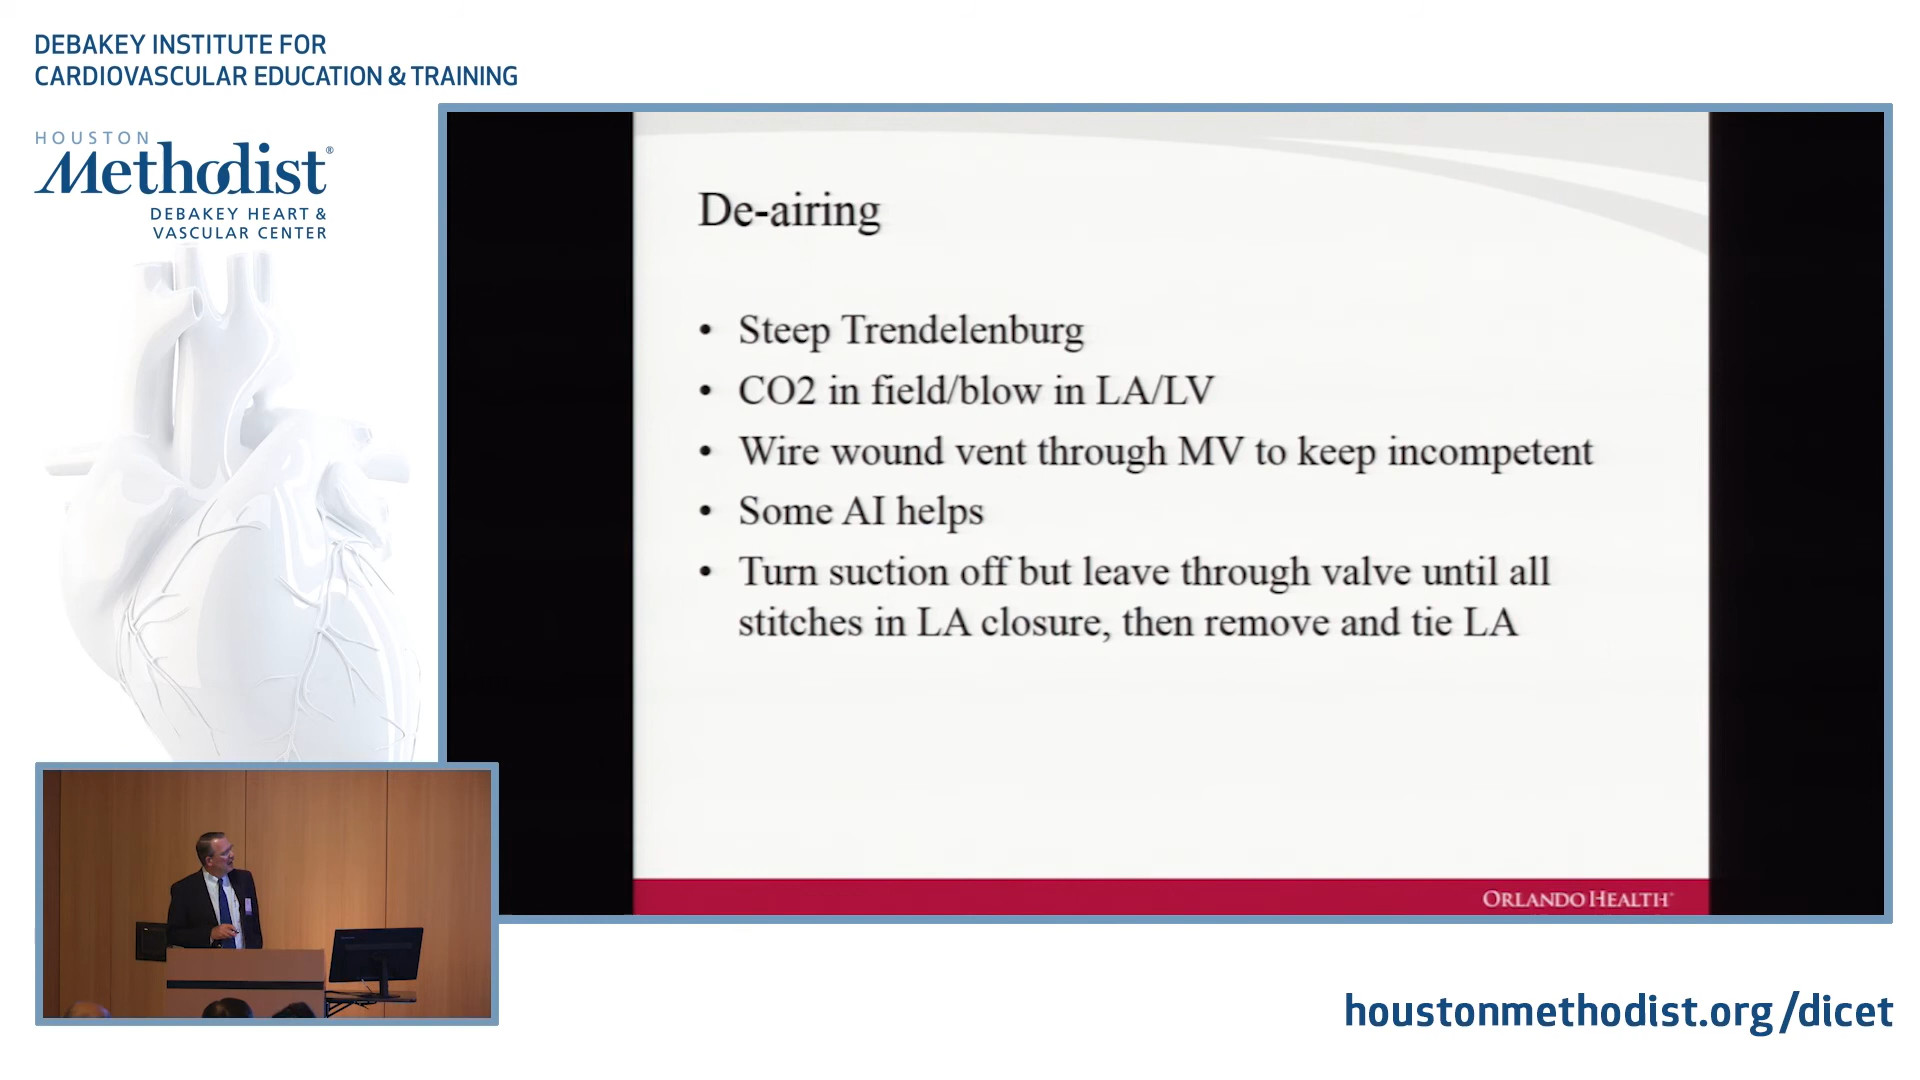 DEBAKEY INSTITUTE FOR
CARDIOVASCULAR EDUCATION & TRAINING
HOUSTON
Methodist®
DEBAKEY HEART &
VASCULAR CENTER
De-airing
• Steep Trendelenburg
• CO2 in field/blow in LA/LV
• Wire wound vent through MV to keep incompetent
• Some AI helps
• Turn suction off but leave through valve until all
stitches in LA closure, then remove and tie LA
ORLANDO HEALTH®
houstonmethodist.org/dicet